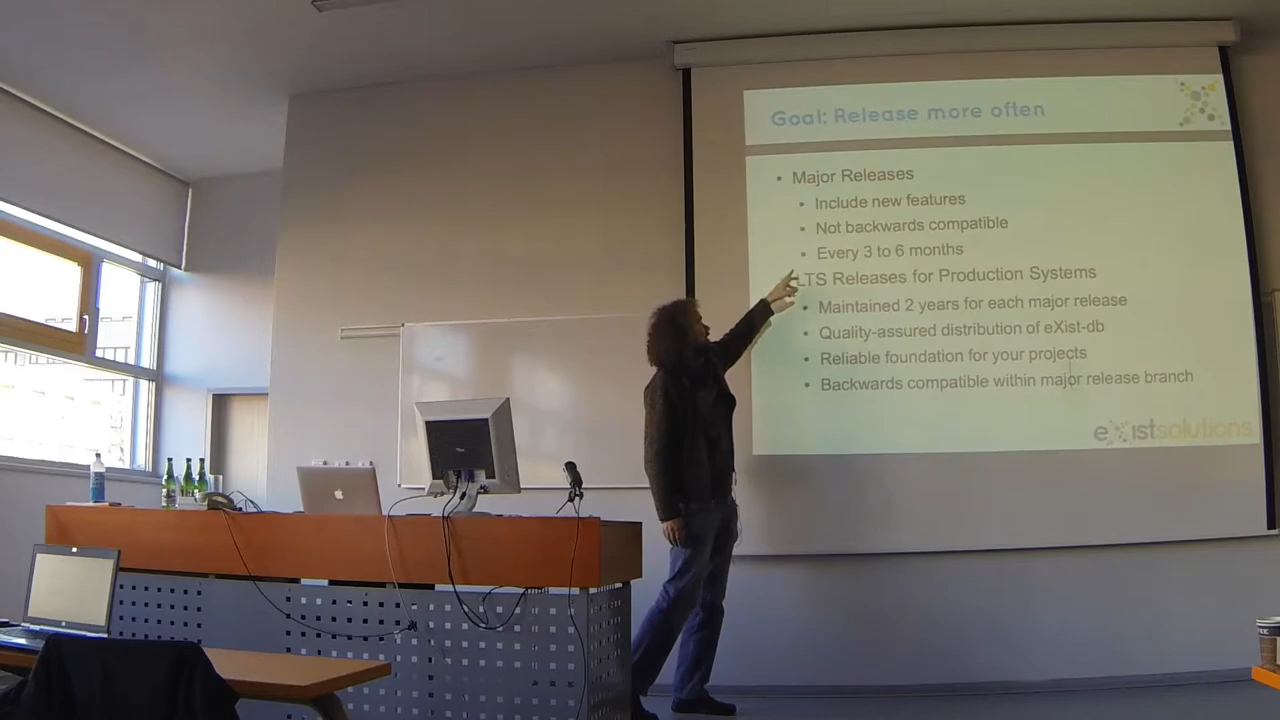 Goal: Release more often
• Major Releases
• Include new features
• Not backwards compatible
• Every 3 to 6 months
LTS Releases for Production Systems
• Maintained 2 years for each major release
• Quality-assured distribution of eXist-db
• Reliable foundation for your projects
• Backwards compatible within major release branch
eXistsolutions